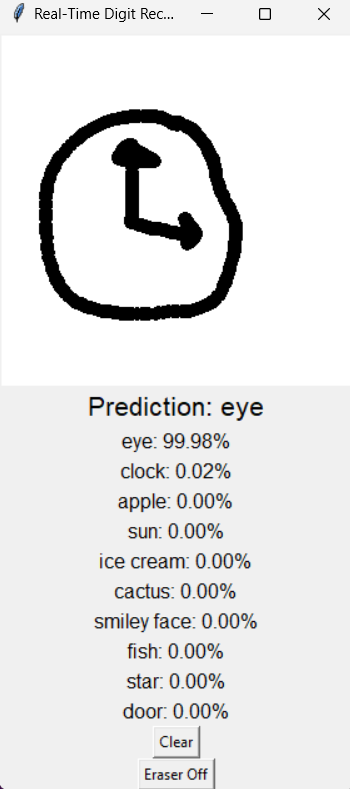 Real-Time Digit Rec...
Prediction: eye
eye: 99.98%
clock: 0.02%
apple: 0.00%
sun: 0.00%
ice cream: 0.00%
cactus: 0.00%
smiley face: 0.00%
fish: 0.00%
star: 0.00%
door: 0.00%
Clear
Eraser Off